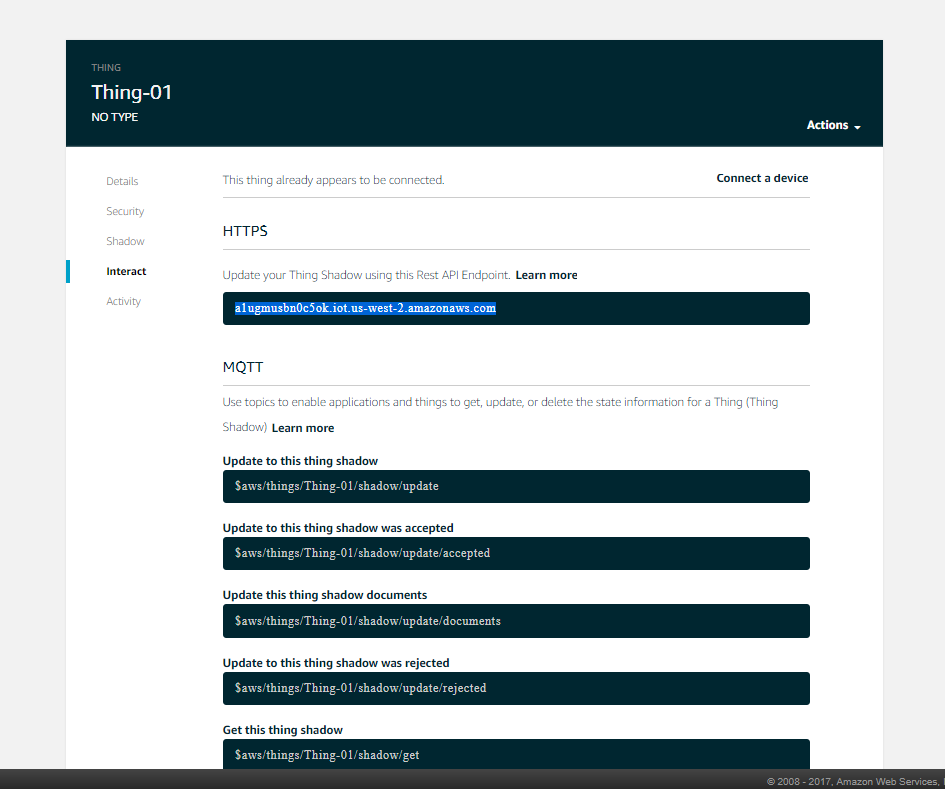 THING
Thing-01
NO TYPE
Actions
Details
Security
Shadow
Interact
Activity
This thing already appears to be connected.
Connect a device
HTTPS
Update your Thing Shadow using this Rest API Endpoint. Learn more
a1ugmusbn0c5ok.iot.us-west-2.amazonaws.com
MQTT
Use topics to enable applications and things to get, update, or delete the state information for a Thing (Thing
Shadow) Learn more
Update to this thing shadow
$aws/things/Thing-01/shadow/update
Update to this thing shadow was accepted
$aws/things/Thing-01/shadow/update/accepted
Update this thing shadow documents
$aws/things/Thing-01/shadow/update/documents
Update to this thing shadow was rejected
$aws/things/Thing-01/shadow/update/rejected
Get this thing shadow
$aws/things/Thing-01/shadow/get
© 2008 - 2017, Amazon Web Services,